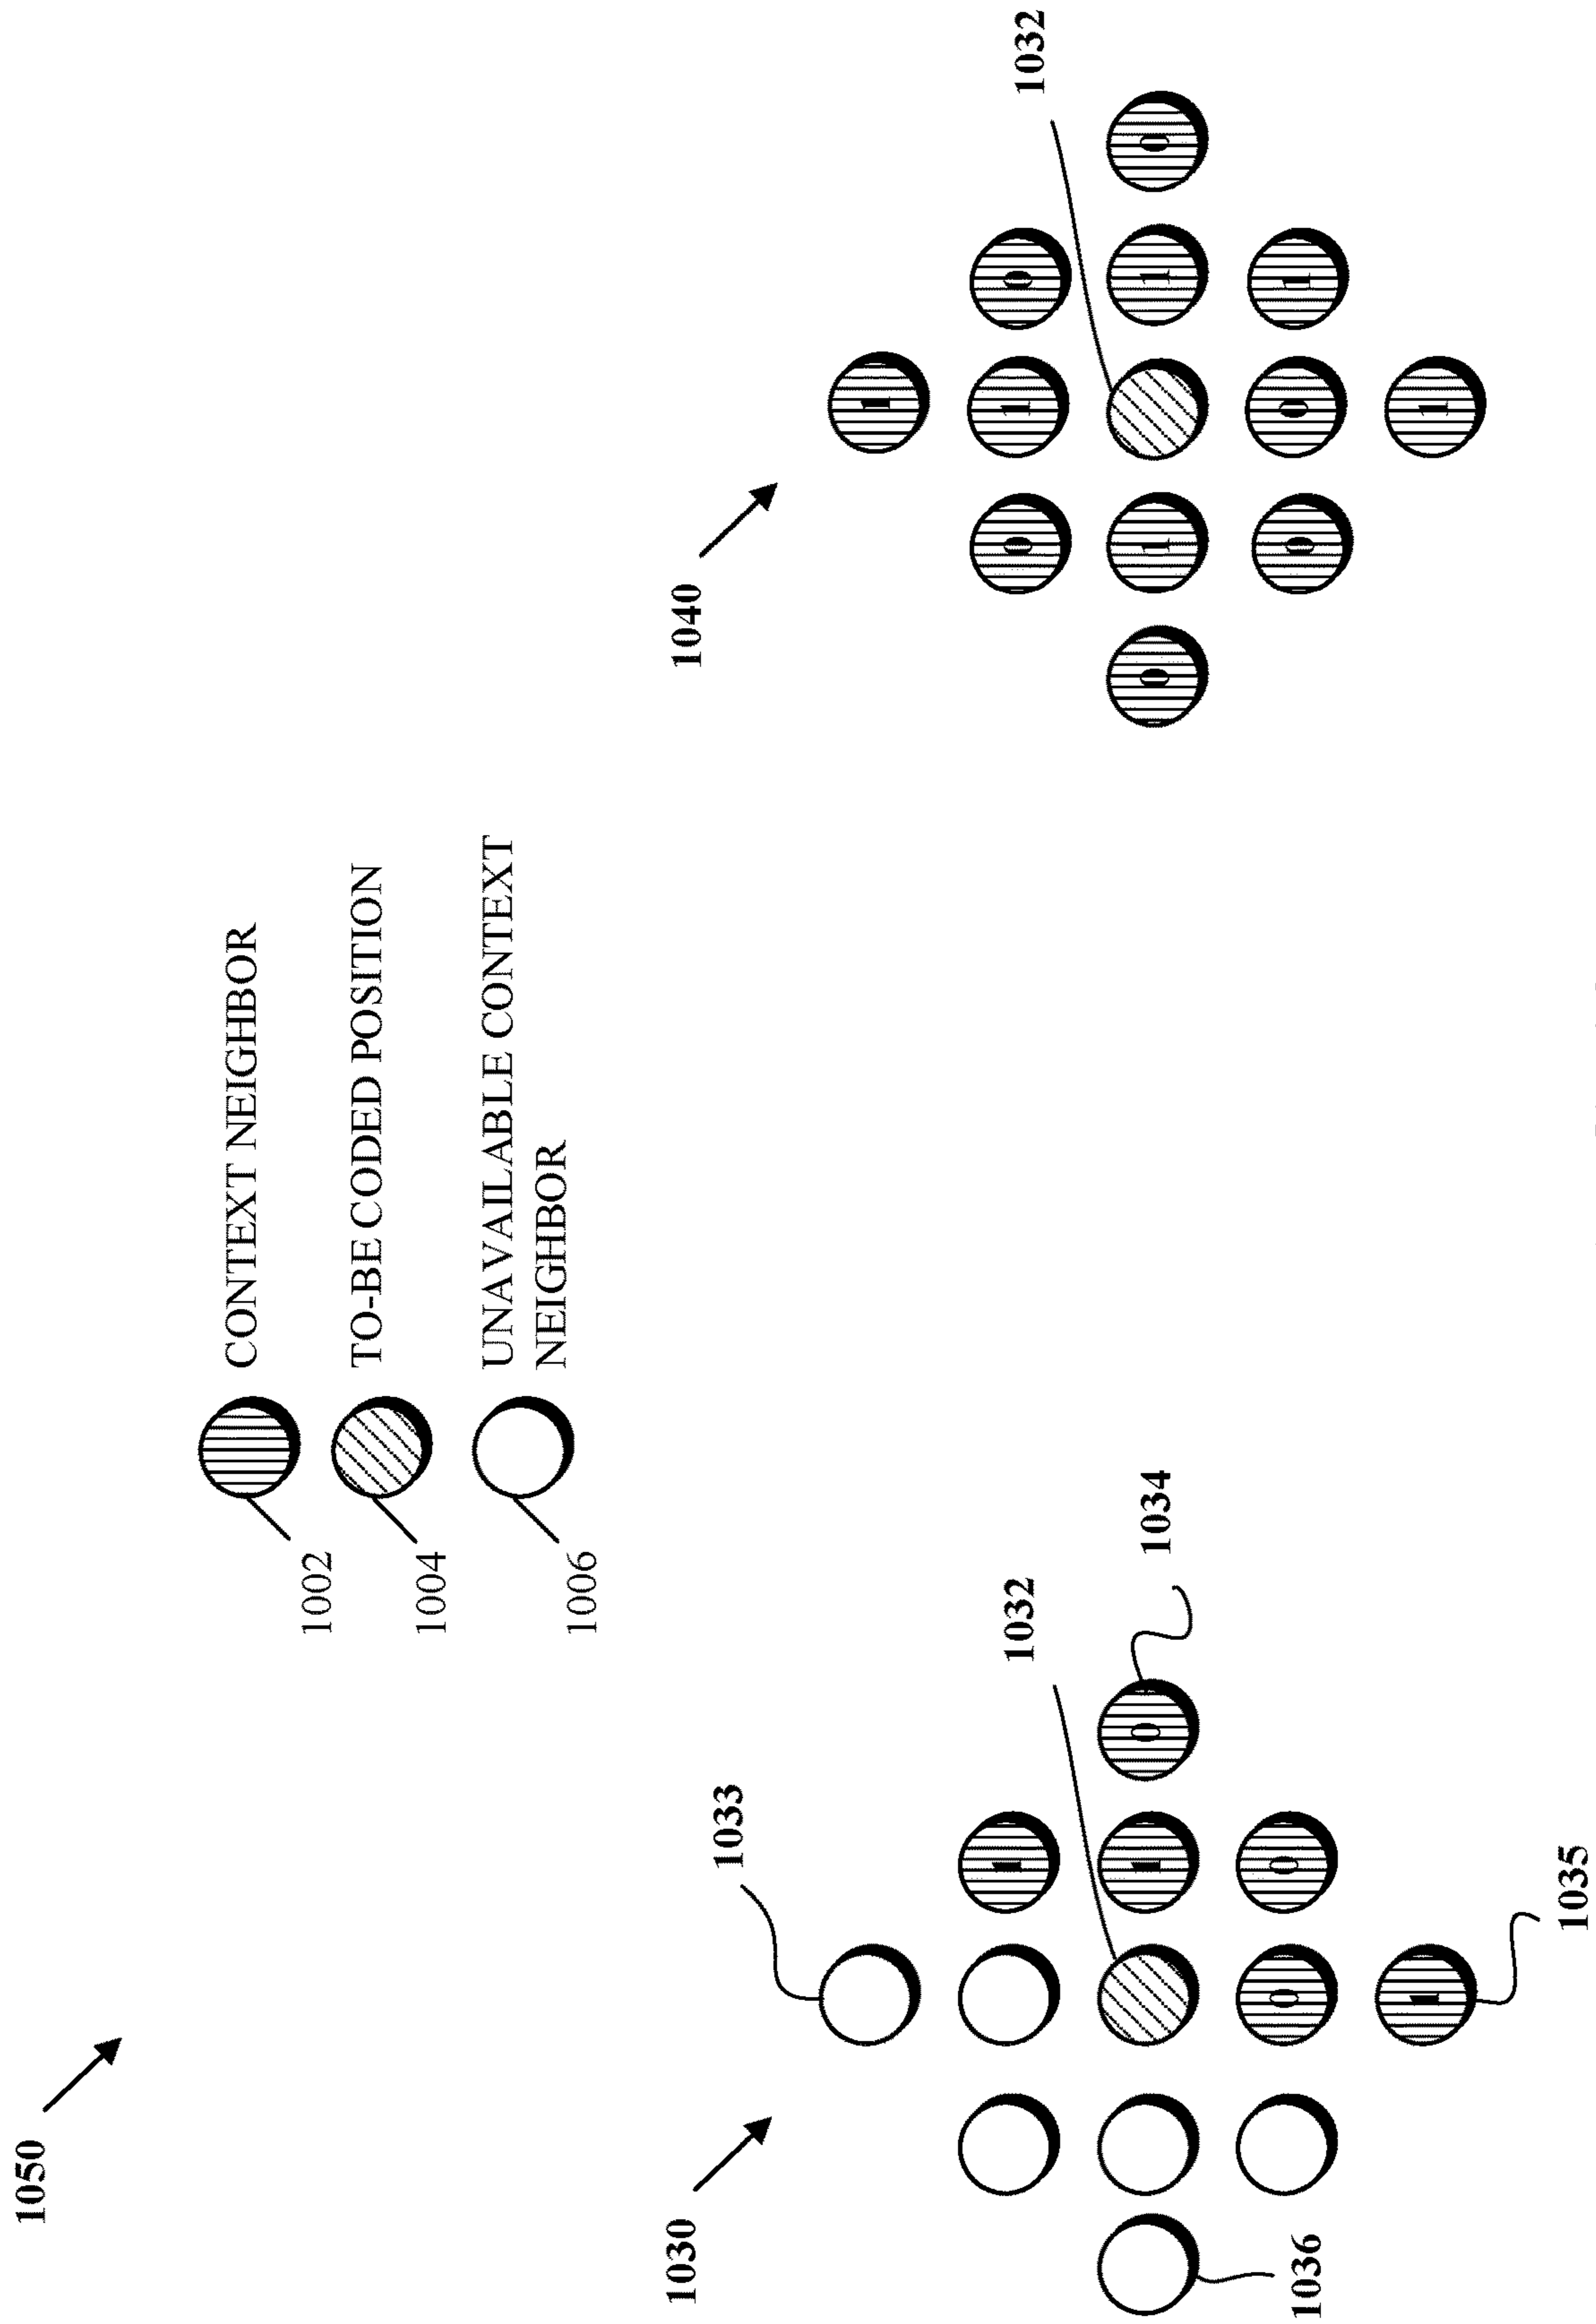 1050
CONTEXT NEIGHBOR
1002
TO-BE CODED POSITION
1004
UNAVAILABLE CONTEXT
NEIGHBOR
1006
1030
1033
1032
1
1 0
1034
0 0
1
1036
1035
1040
1032
1
0 1 0
0 1 1 0
0 0 1
1